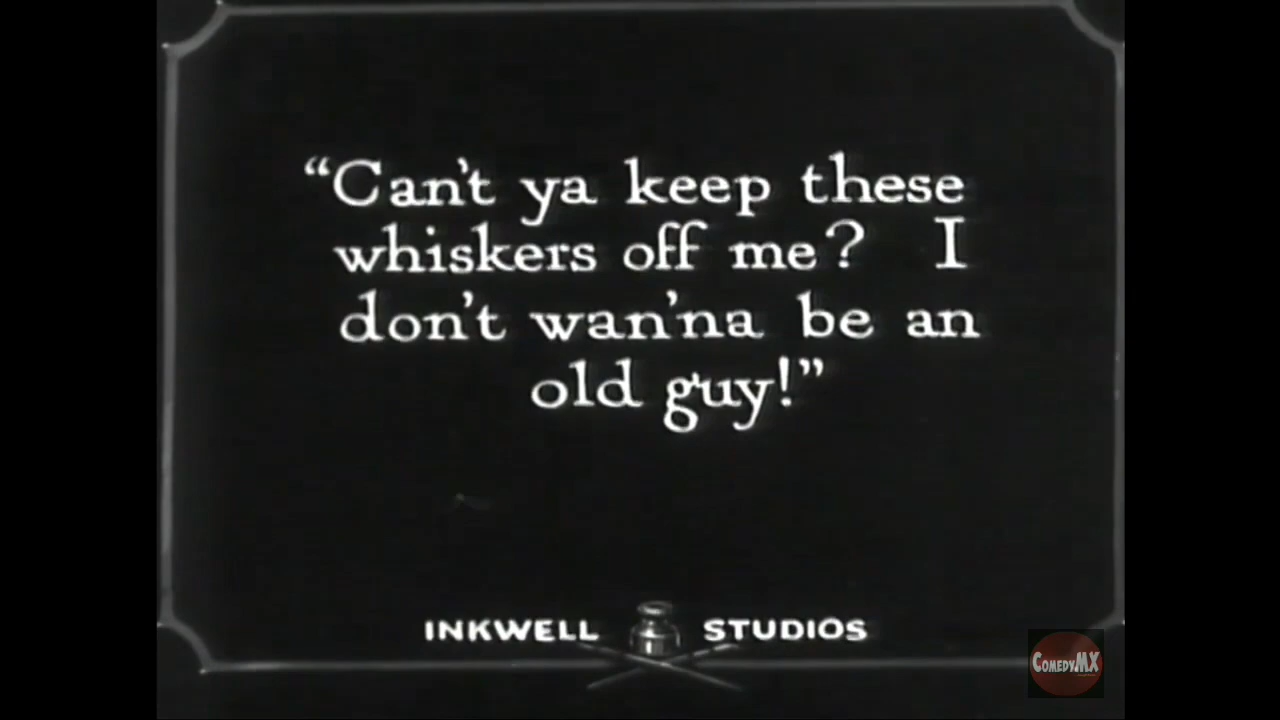 “Can't ya keep these
whiskers off me? I
don't wan'na be an
old guy!”
INKWELL STUDIOS
COMEDYMX